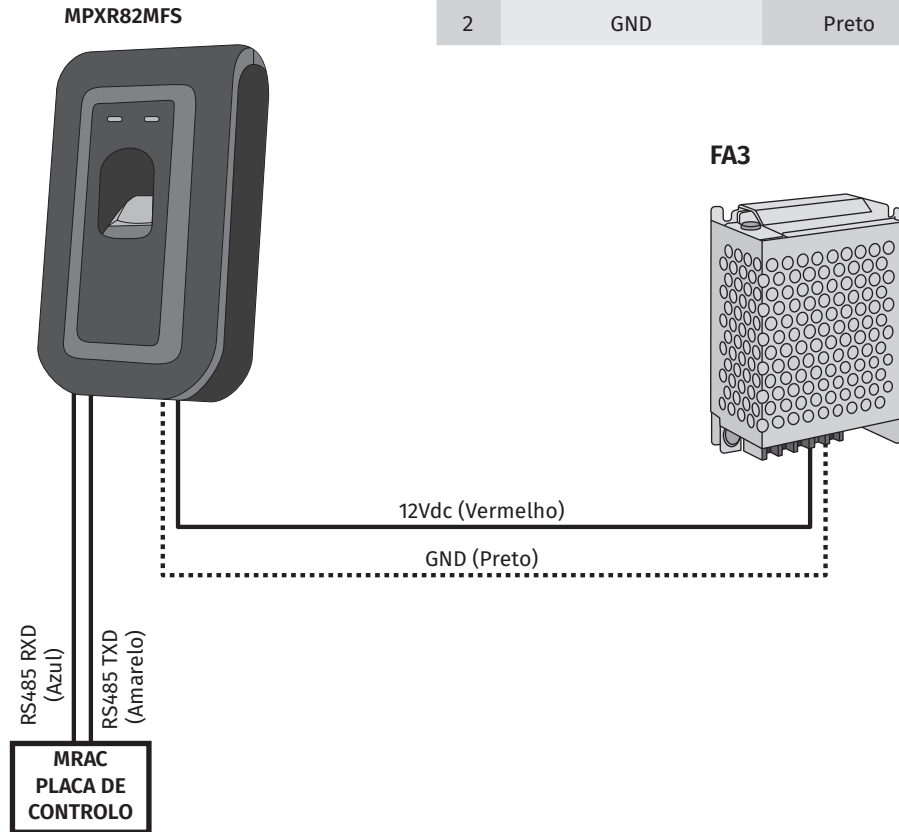 MPXR82MFS
2 GND Preto
FA3
12Vdc (Vermelho)
GND (Preto)
RS485 RXD
(Azul)
RS485 TXD
(Amarelo)
MRAC
PLACA DE
CONTROLO